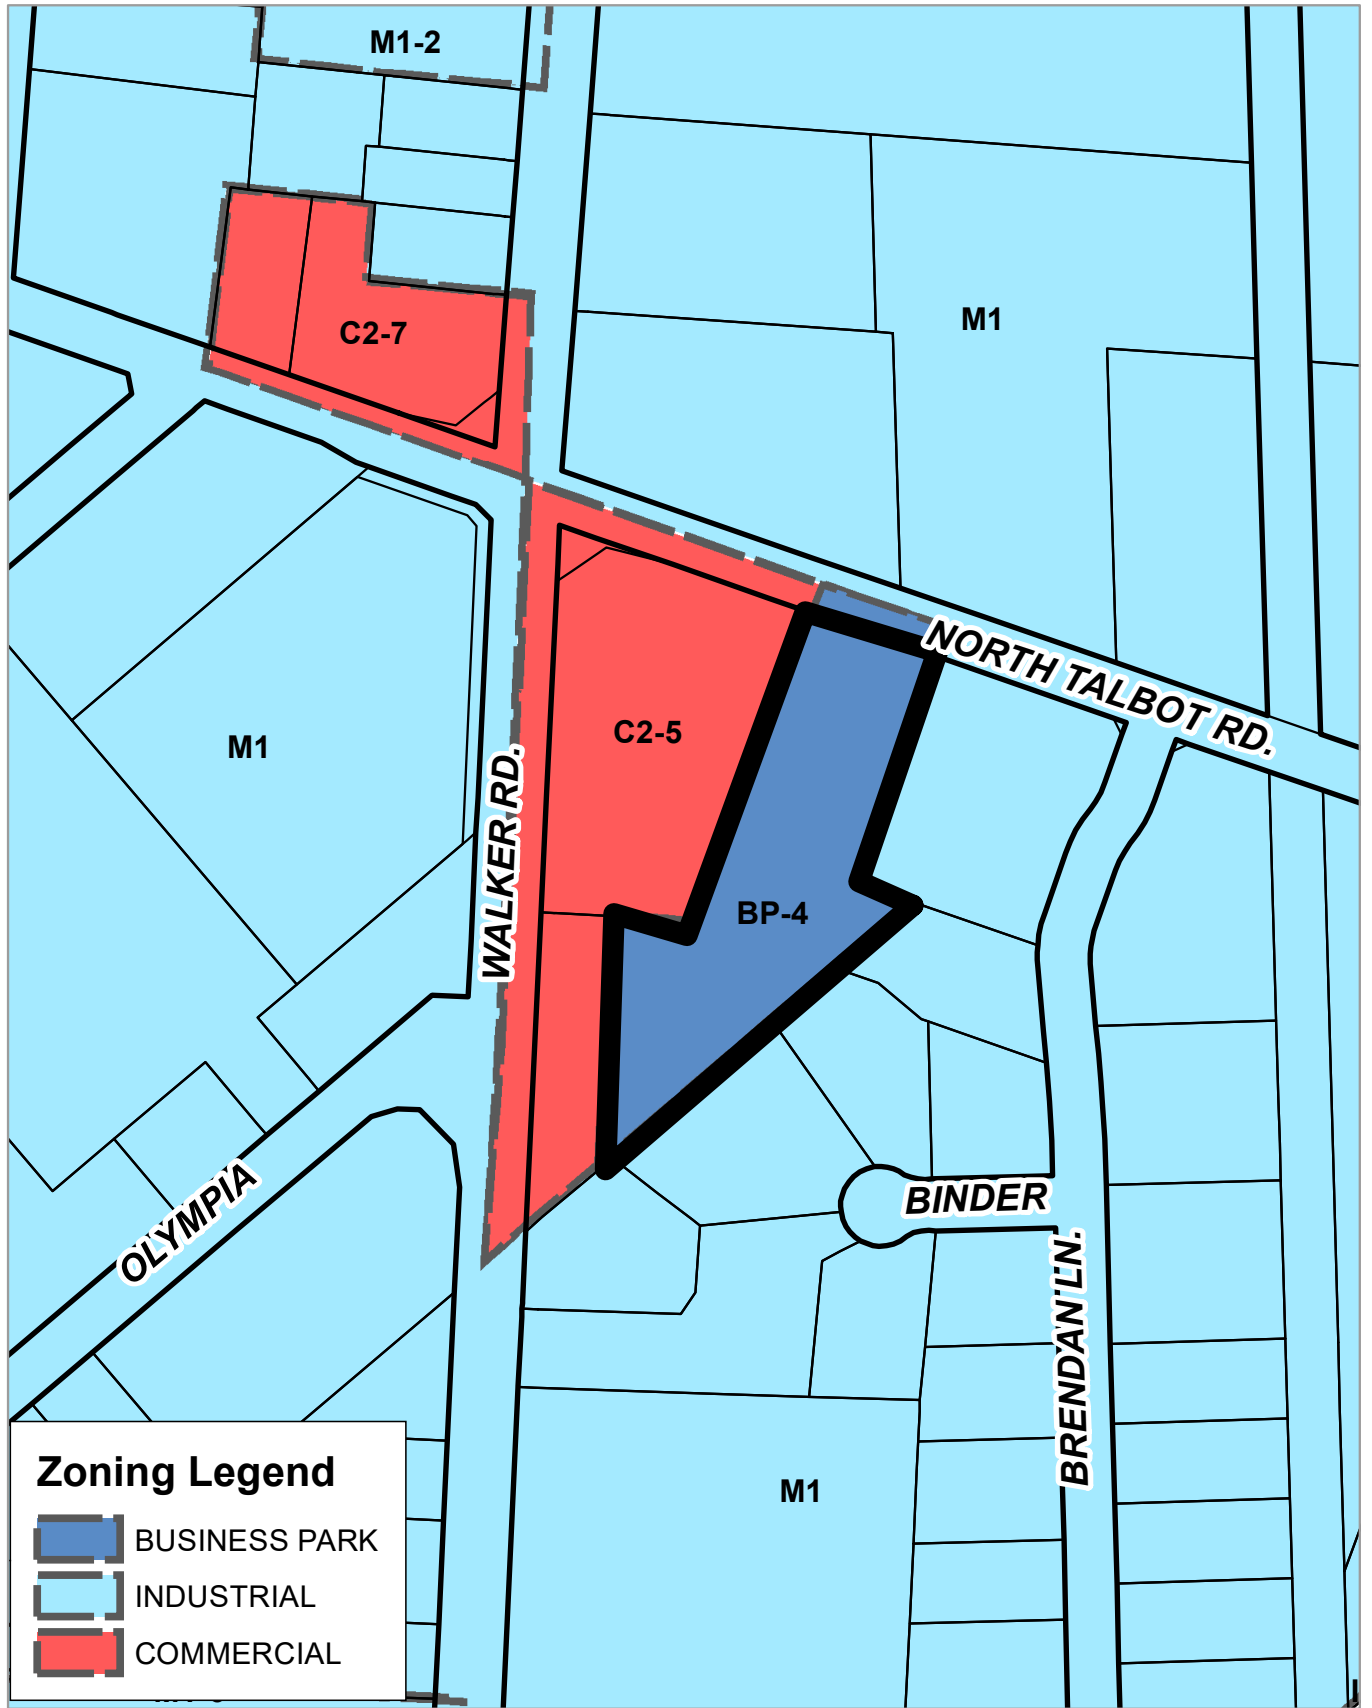 M1-2
C2-7
M1
NORTH TALBOT RD.
C2-5
M1
WALKER RD.
BP-4
OLYMPIA
BINDER
BRENDAN LN.
M1
Zoning Legend
BUSINESS PARK
INDUSTRIAL
COMMERCIAL